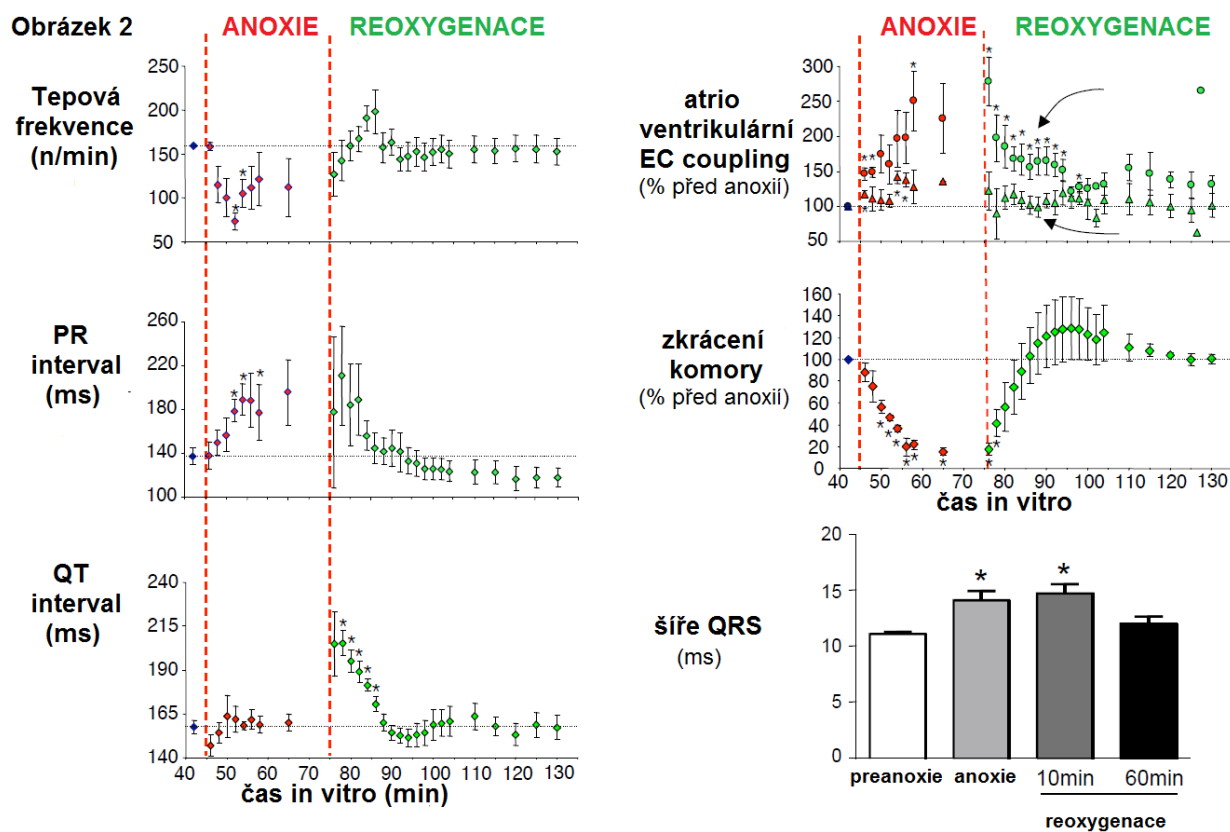 Obrázek 2
ANOXIE
REOXYGENACE
Tepová
frekvence
(n/min)
250
200
150
100
50
PR
interval
(ms)
260
220
180
140
100
QT
interval
(ms)
240
215
190
165
140
40 50 60 70 80 90 100 110 120 130
čas in vitro (min)
ANOXIE
REOXYGENACE
atrio
ventrikulární
EC coupling
(% před anoxií)
300
250
200
150
100
50
zkrácení
komory
(% před anoxií)
160
140
120
100
80
60
40
20
0
40 50 60 70 80 90 100 110 120 130
čas in vitro
šíře QRS
(ms)
20
15
10
5
0
* *
preanoxie anoxie 10min 60min
reoxygenace